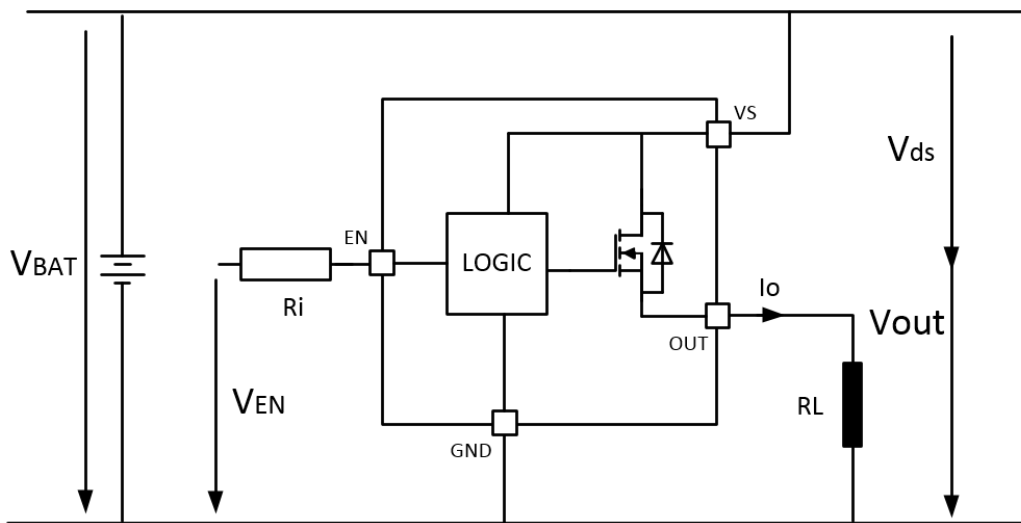 VS
Vds
EN
VBAT
LOGIC
Ri
Io
Vout
OUT
VEN
RL
GND